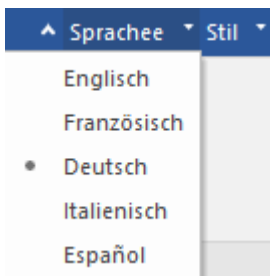 Sprachee Stil
Englisch
Französisch
Deutsch
Italienisch
Español